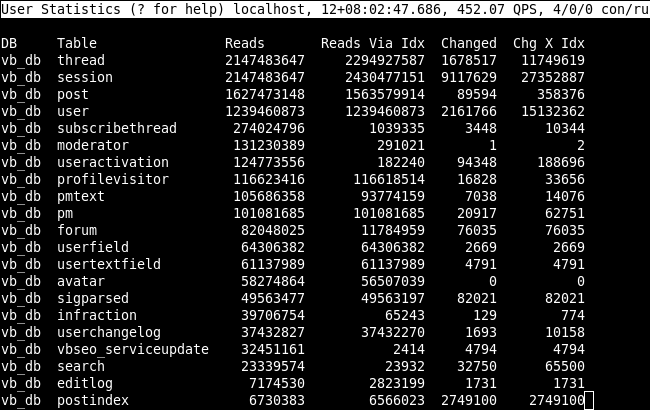 User Statistics (? for help) localhost, 12+08:02:47.686, 452.07 QPS, 4/0/0 con/ru
DB Table Reads Reads Via Idx Changed Chg X Idx
vb_db thread 2147483647 2294927587 1678517 11749619
vb_db session 2147483647 2430477151 9117629 27352887
vb_db post 1627473148 1563579914 89594 358376
vb_db user 1239460873 1239460873 2161766 15132362
vb_db subscribethread 274024796 1039335 3448 10344
vb_db moderator 131230389 291021 1 2
vb_db useractivation 124773556 182240 94348 188696
vb_db profilevisitor 116623416 116618514 16828 33656
vb_db pmtext 105686358 93774159 7038 14076
vb_db pm 101081685 101081685 20917 62751
vb_db forum 82048025 11784959 76035 76035
vb_db userfield 64306382 64306382 2669 2669
vb_db usertextfield 61137989 61137989 4791 4791
vb_db avatar 58274864 56507039 0 0
vb_db sigparsed 49563477 49563197 82021 82021
vb_db infraction 39706754 65243 129 774
vb_db userchangelog 37432827 37432270 1693 10158
vb_db vbseo_serviceupdate 32451161 2414 4794 4794
vb_db search 23339574 23932 32750 65500
vb_db editlog 7174530 2823199 1731 1731
vb_db postindex 6730383 6566023 2749100 2749100